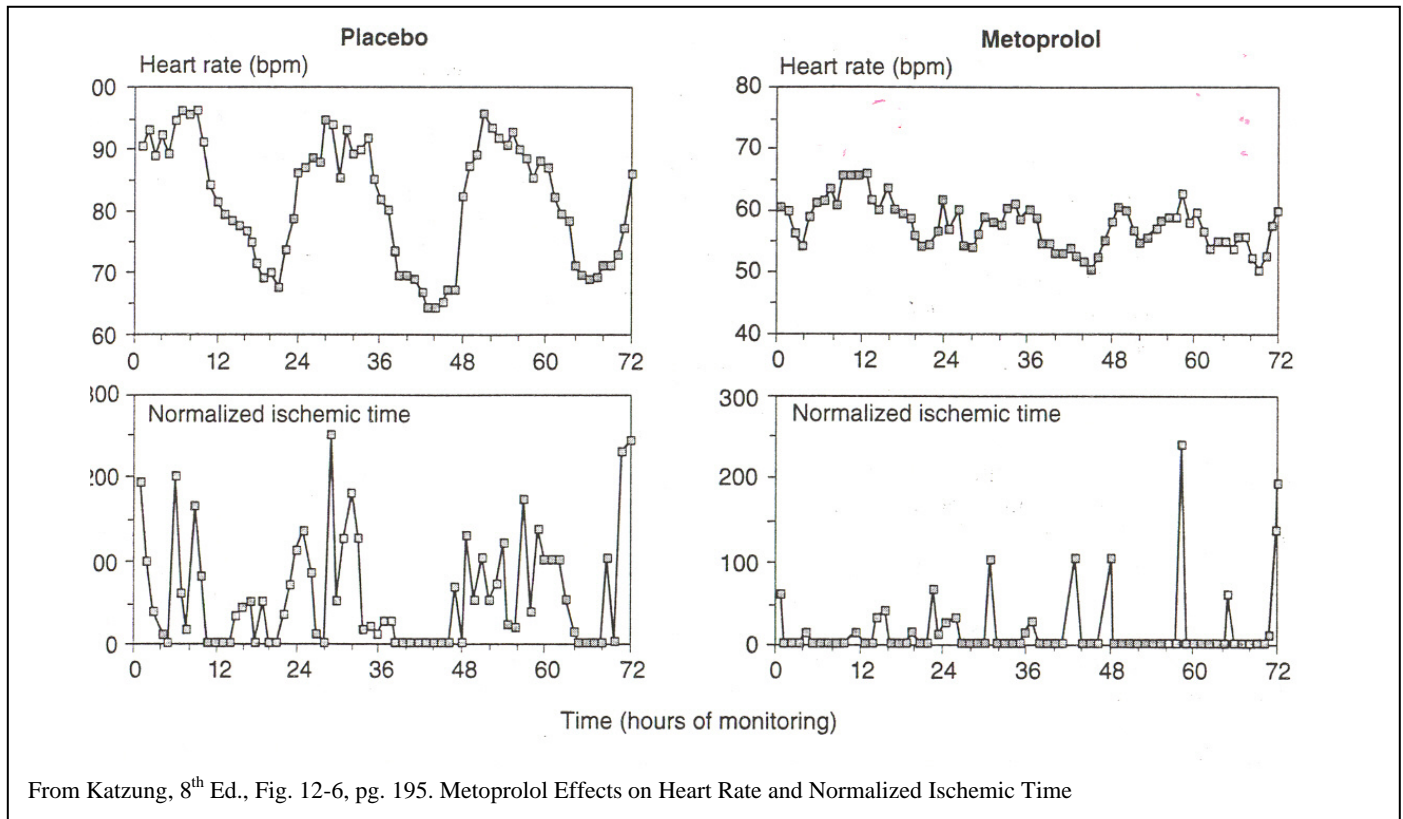 Placebo
Metoprolol
Heart rate (bpm)
00
90
80
70
60
0 12 24 36 48 60 72
Heart rate (bpm)
80
70
60
50
40
0 12 24 36 48 60 72
Normalized ischemic time
300
200
00
0
0 12 24 36 48 60 72
Normalized ischemic time
300
200
100
0
0 12 24 36 48 60 72
Time (hours of monitoring)
From Katzung, 8th Ed., Fig. 12-6, pg. 195. Metoprolol Effects on Heart Rate and Normalized Ischemic Time